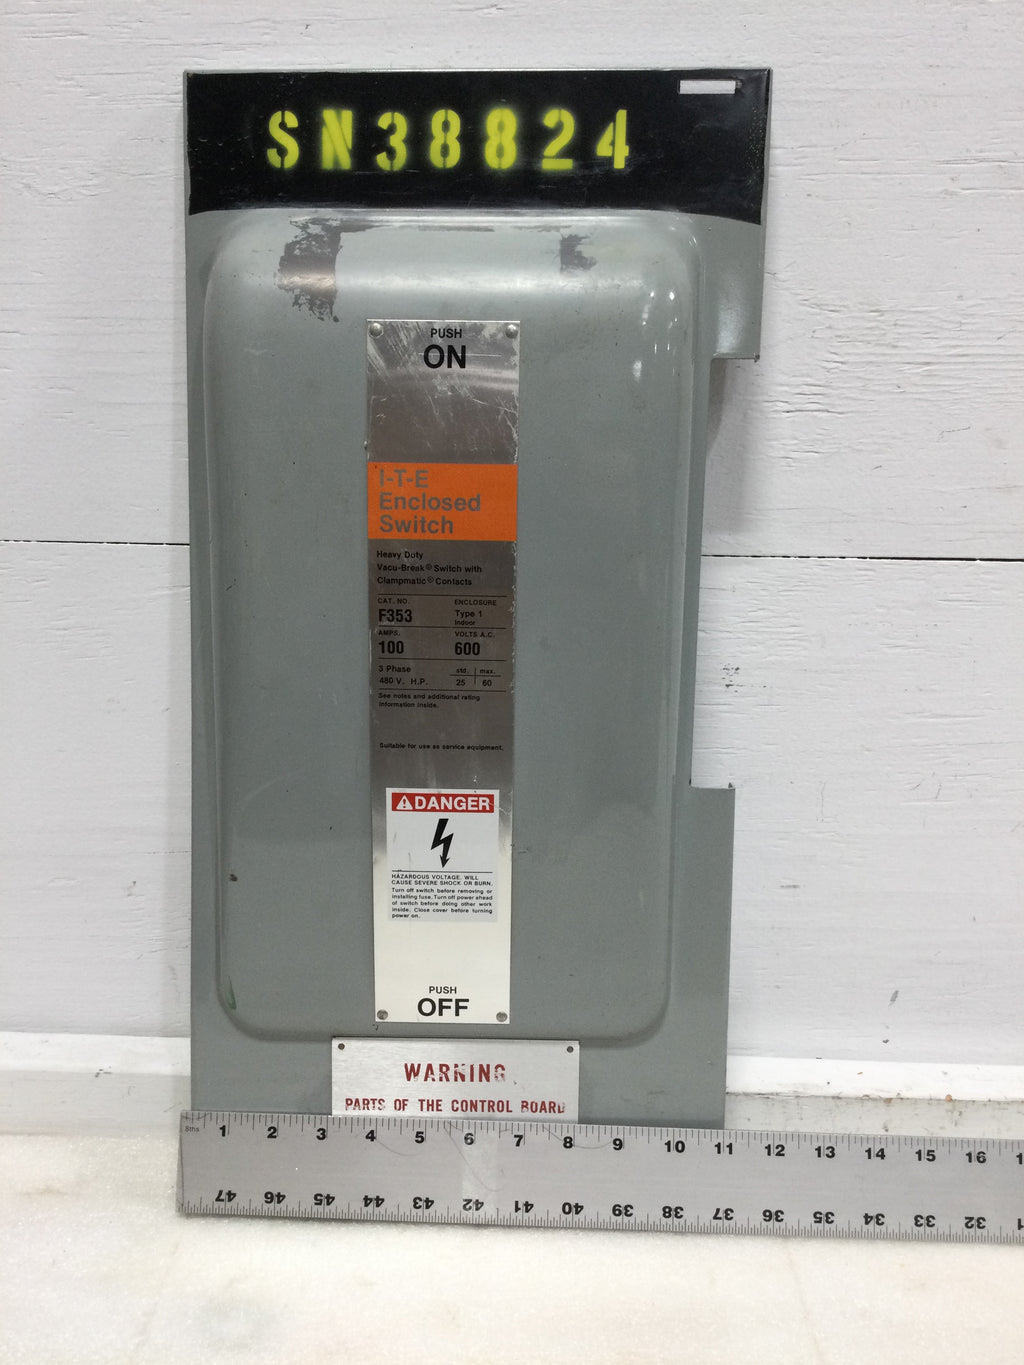 SN38824
PUSH
ON
I-T-E
Enclosed
Switch
Heavy Duty
Vacu-Break® Switch with
Clampmatic® Contacts
CAT. NO. ENCLOSURE
F353 Type 1
Indoor
AMPS. VOLTS A.C.
100 600
3 Phase std. max.
480 V. H.P. 25 60
See notes and additional rating
information inside.
Suitable for use as service equipment.
DANGER
HAZARDOUS VOLTAGE. WILL
CAUSE SEVERE SHOCK OR BURN.
Turn off switch before removing or
installing fuse. Turn off power ahead
of switch before doing other work
inside. Close cover before turning
power on.
PUSH
OFF
WARNING
PARTS OF THE CONTROL BOARD
8ths 1 2 3 4 5 6 7 8 9 10 11 12 13 14 15 16
47 46 45 44 43 42 41 40 39 38 37 36 35 34 33 32